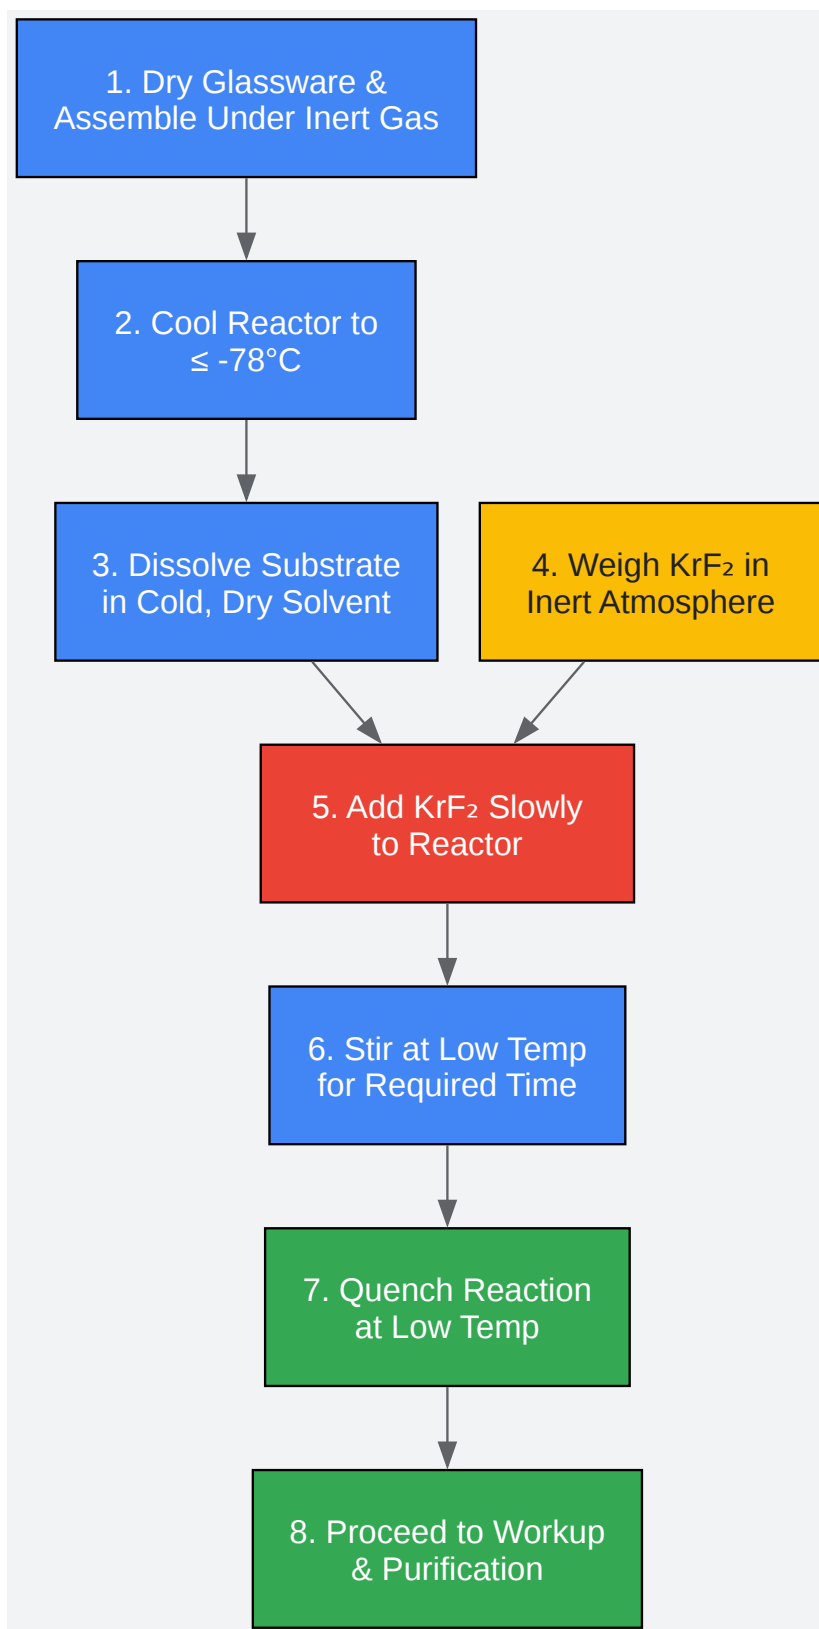 1. Dry Glassware &
Assemble Under Inert Gas
2. Cool Reactor to
≤ -78°C
3. Dissolve Substrate
in Cold, Dry Solvent
4. Weigh KrF₂ in
Inert Atmosphere
5. Add KrF₂ Slowly
to Reactor
6. Stir at Low Temp
for Required Time
7. Quench Reaction
at Low Temp
8. Proceed to Workup
& Purification